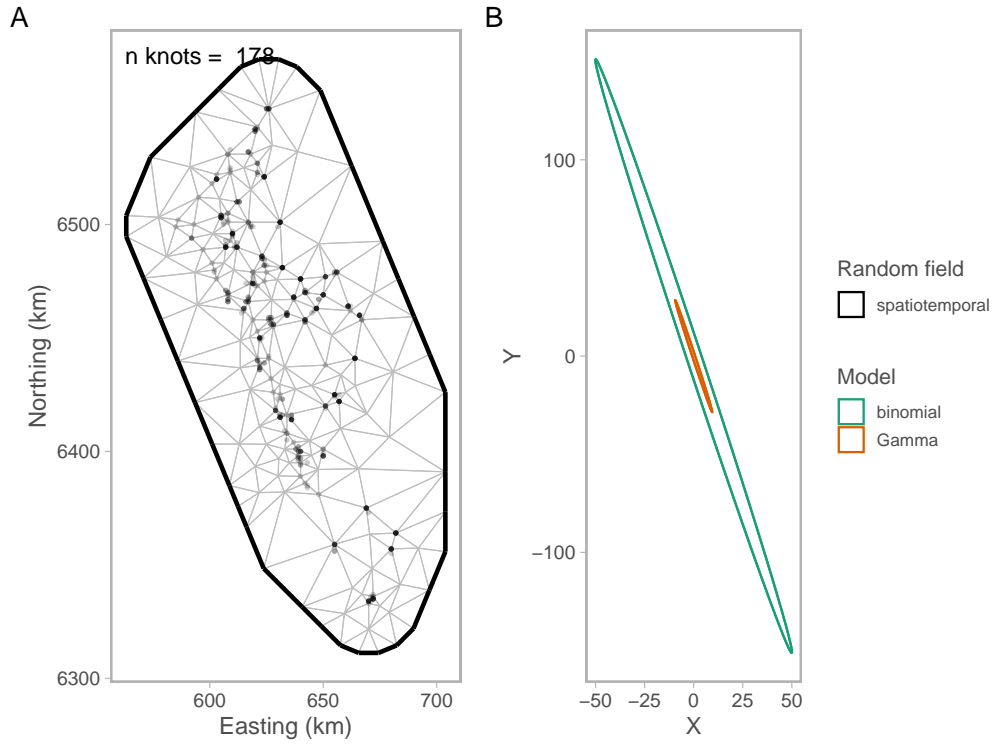 A
n knots = 178
6500
6400
6300
Northing (km)
600
650
700
Easting (km)
B
100
0
−100
Y
−50
−25
0
25
50
X
Random field
spatiotemporal
Model
binomial
Gamma